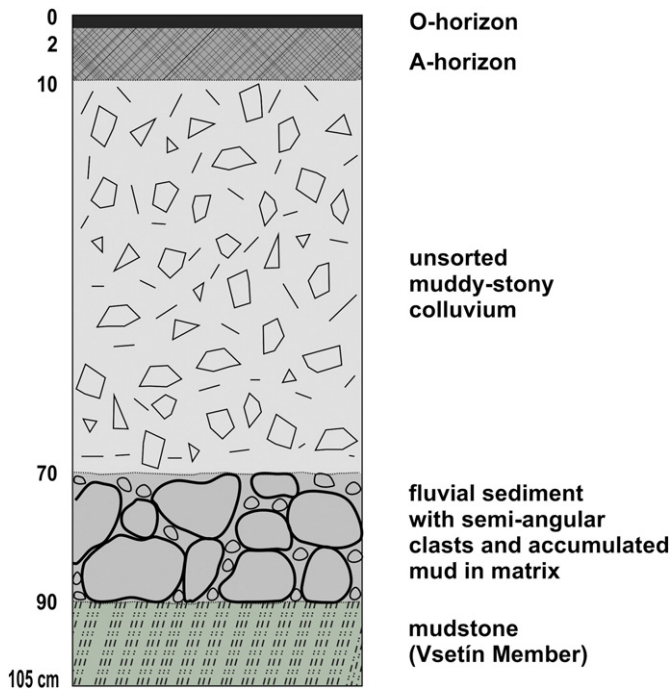 0
O-horizon
2
A-horizon
10
unsorted
muddy-stony
colluvium
70
fluvial sediment
with semi-angular
clasts and accumulated
mud in matrix
90
mudstone
(Vsetín Member)
105 cm